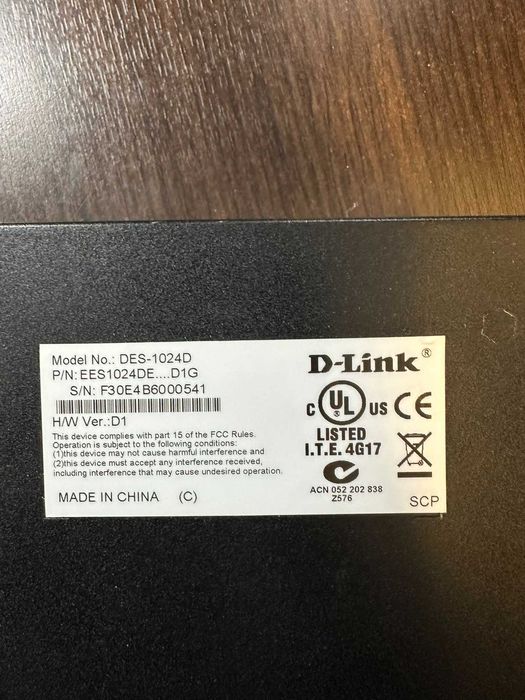 Model No.: DES-1024D
P/N: EES1024DE....D1G
S/N: F30E4B6000541
H/W Ver.:D1
This device complies with part 15 of the FCC Rules.
Operation is subject to the following conditions:
(1)this device may not cause harmful interference and
(2)this device must accept any interference received,
including interference that may cause undesired operation.
MADE IN CHINA (C)
D-Link®
C UL® US CE
LISTED
I.T.E. 4G17
ACN 052 202 838
Z576
SCP